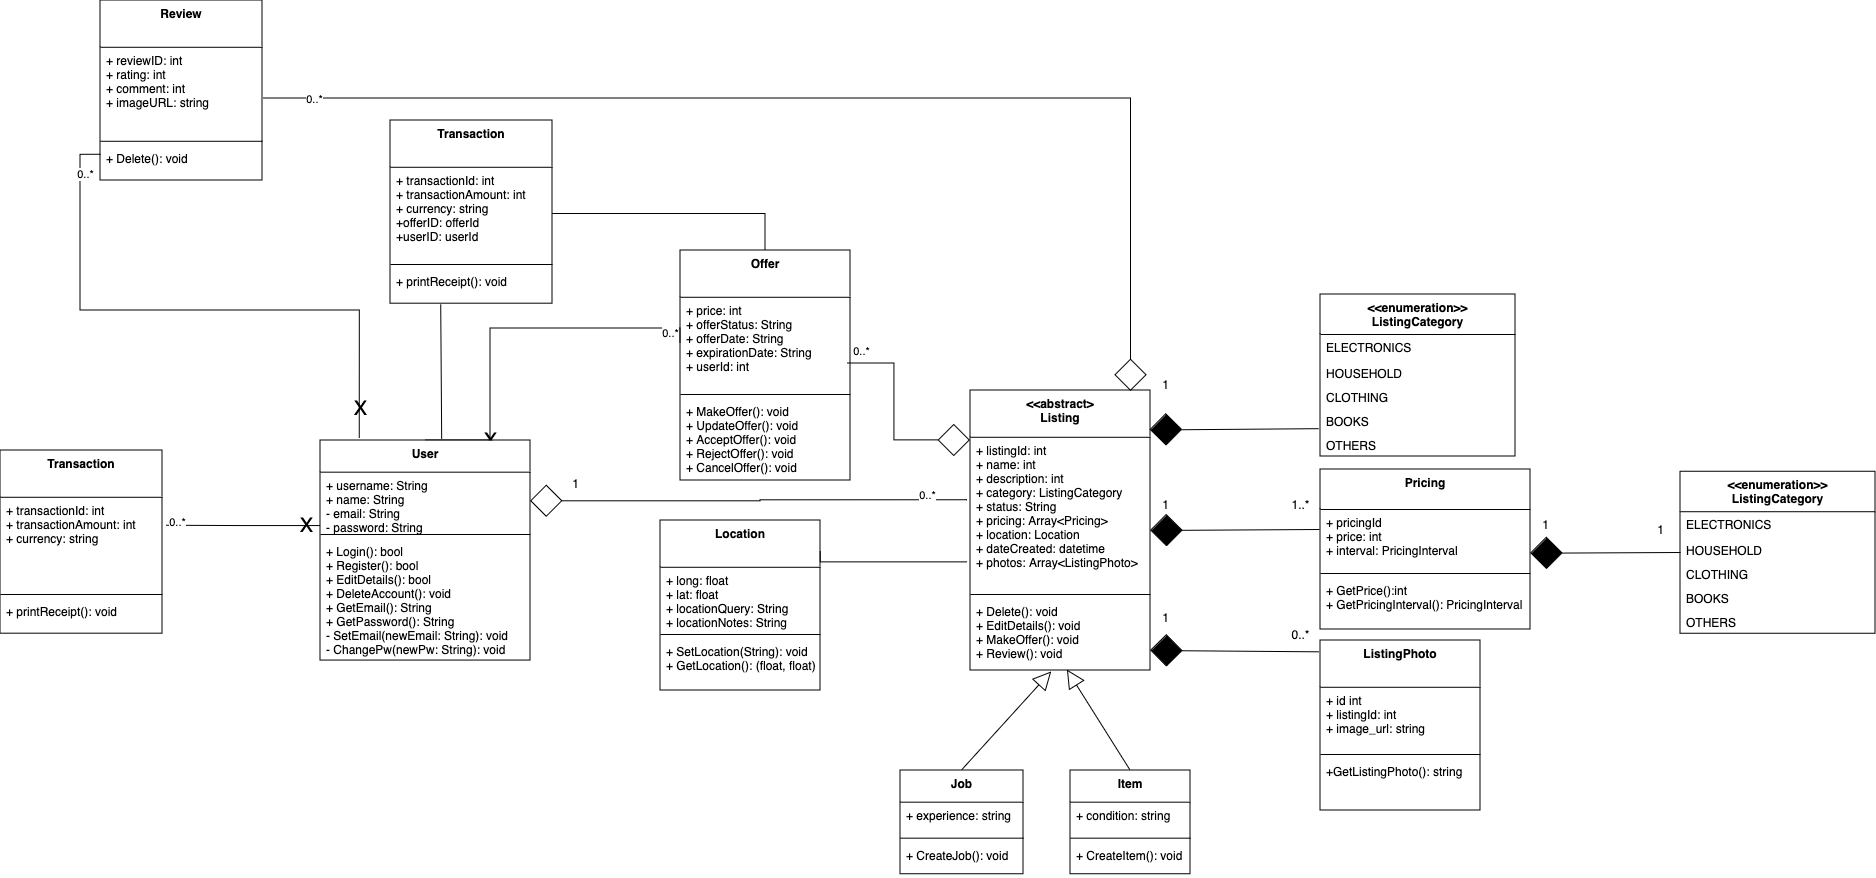 Review
+ reviewID: int
+ rating: int
+ comment: int
+ imageURL: string
+ Delete(): void
0..*
0..*
Transaction
+ transactionId: int
+ transactionAmount: int
+ currency: string
+offerID: offerId
+userID: userId
+ printReceipt(): void
Offer
+ price: int
+ offerStatus: String
+ offerDate: String
+ expirationDate: String
+ userId: int
+ MakeOffer(): void
+ UpdateOffer(): void
+ AcceptOffer(): void
+ RejectOffer(): void
+ CancelOffer(): void
0..*
0..*
X
Transaction
+ transactionId: int
+ transactionAmount: int
+ currency: string
+ printReceipt(): void
0..*
X
User
+ username: String
+ name: String
- email: String
- password: String
+ Login(): bool
+ Register(): bool
+ EditDetails(): bool
+ DeleteAccount(): void
+ GetEmail(): String
+ GetPassword(): String
- SetEmail(newEmail: String): void
- ChangePw(newPw: String): void
1
0..*
Location
+ long: float
+ lat: float
+ locationQuery: String
+ locationNotes: String
+ SetLocation(String): void
+ GetLocation(): (float, float)
<<abstract>>
Listing
+ listingId: int
+ name: int
+ description: int
+ category: ListingCategory
+ status: String
+ pricing: Array<Pricing>
+ location: Location
+ dateCreated: datetime
+ photos: Array<ListingPhoto>
+ Delete(): void
+ EditDetails(): void
+ MakeOffer(): void
+ Review(): void
1
<<enumeration>>
ListingCategory
ELECTRONICS
HOUSEHOLD
CLOTHING
BOOKS
OTHERS
1
1..*
Pricing
+ pricingId
+ price: int
+ interval: PricingInterval
+ GetPrice():int
+ GetPricingInterval(): PricingInterval
1
1
<<enumeration>>
ListingCategory
ELECTRONICS
HOUSEHOLD
CLOTHING
BOOKS
OTHERS
1
0..*
ListingPhoto
+ id int
+ listingId: int
+ image_url: string
+GetListingPhoto(): string
Job
+ experience: string
+ CreateJob(): void
Item
+ condition: string
+ CreateItem(): void